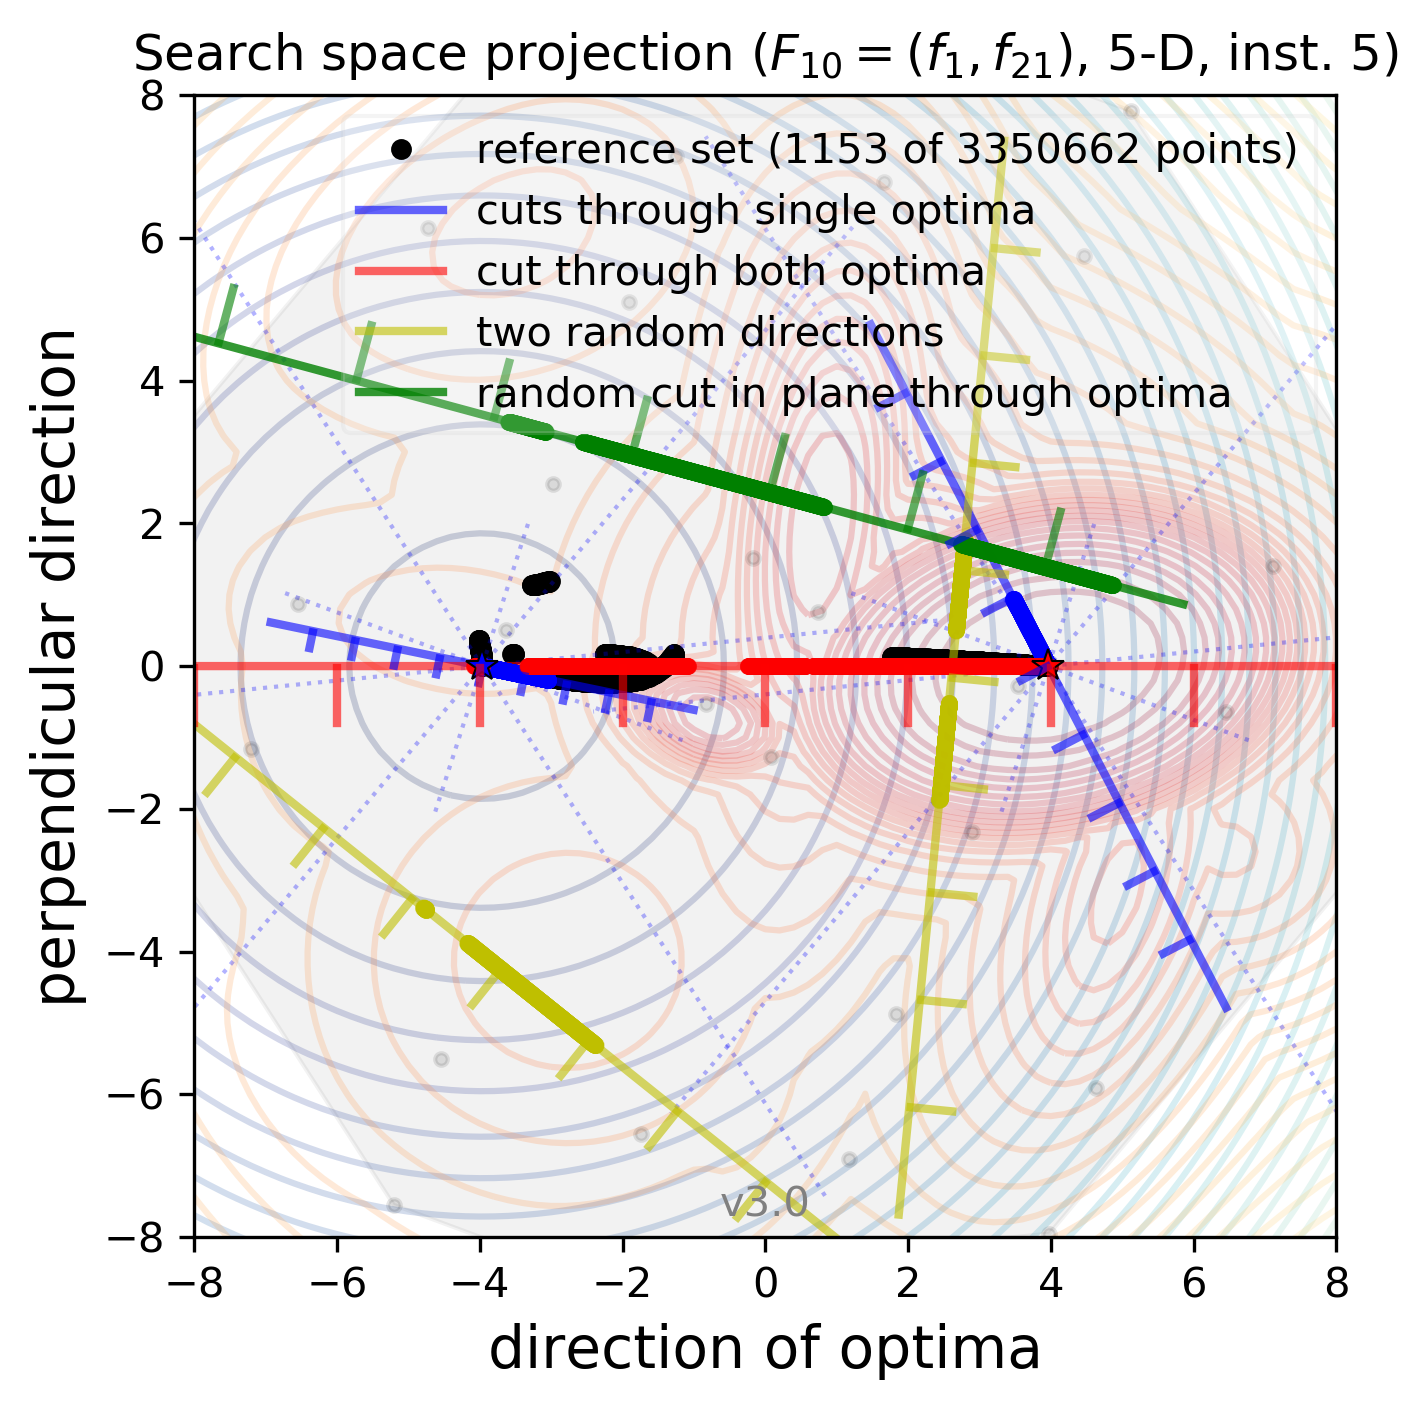 Search space projection (F10 = (f1, f21), 5-D, inst. 5)
8
6
4
2
0
−2
−4
−6
−8
perpendicular direction
reference set (1153 of 3350662 points)
cuts through single optima
cut through both optima
two random directions
random cut in plane through optima
v3.0
−8 −6 −4 −2 0 2 4 6 8
direction of optima